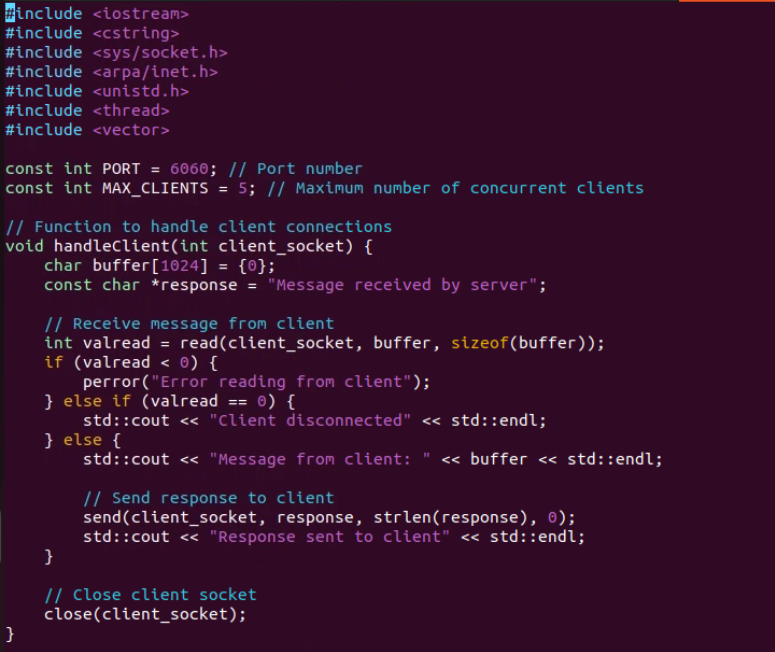 #include <iostream>
#include <cstring>
#include <sys/socket.h>
#include <arpa/inet.h>
#include <unistd.h>
#include <thread>
#include <vector>

const int PORT = 6060; // Port number
const int MAX_CLIENTS = 5; // Maximum number of concurrent clients

// Function to handle client connections
void handleClient(int client_socket) {
    char buffer[1024] = {0};
    const char *response = "Message received by server";

    // Receive message from client
    int valread = read(client_socket, buffer, sizeof(buffer));
    if (valread < 0) {
        perror("Error reading from client");
    } else if (valread == 0) {
        std::cout << "Client disconnected" << std::endl;
    } else {
        std::cout << "Message from client: " << buffer << std::endl;

        // Send response to client
        send(client_socket, response, strlen(response), 0);
        std::cout << "Response sent to client" << std::endl;
    }

    // Close client socket
    close(client_socket);
}